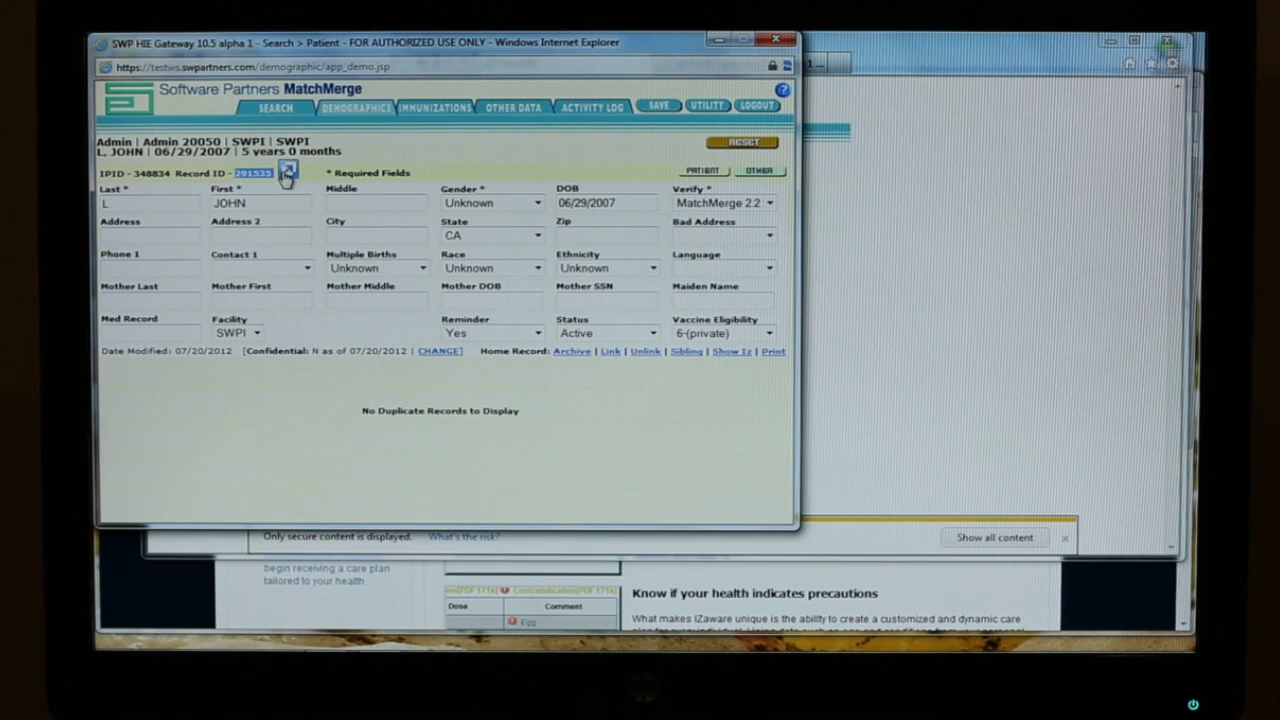 SWP HIE Gateway 10.5 alpha 1 - Search > Patient - FOR AUTHORIZED USE ONLY - Windows Internet Explorer
https://testws.swpartners.com/demographic/app_demo.jsp
Software Partners MatchMerge
SEARCH DEMOGRAPHICS IMMUNIZATIONS OTHER DATA ACTIVITY LOG SAVE UTILITY LOGOUT
Admin | Admin 20050 | SWPI | SWPI
RESET
L, JOHN | 06/29/2007 | 5 years 0 months
IPID - 348834 Record ID - 291535 * Required Fields PATIENT OTHER
Last * First * Middle Gender * DOB Verify *
L JOHN Unknown 06/29/2007 MatchMerge 2.2
Address Address 2 City State Zip Bad Address
CA
Phone 1 Contact 1 Multiple Births Race Ethnicity Language
Unknown Unknown Unknown
Mother Last Mother First Mother Middle Mother DOB Mother SSN Maiden Name
Med Record Facility Reminder Status Vaccine Eligibility
SWPI Yes Active 6-(private)
Date Modified: 07/20/2012 [Confidential: N as of 07/20/2012 | CHANGE] Home Record: Archive | Link | Unlink | Sibling | Show Iz | Print
No Duplicate Records to Display
Only secure content is displayed. What's the risk? Show all content
begin receiving a care plan
tailored to your health
Contraindication[PDF 171k]
Dose Comment
Egg
Know if your health indicates precautions
What makes IZaware unique is the ability to create a customized and dynamic care